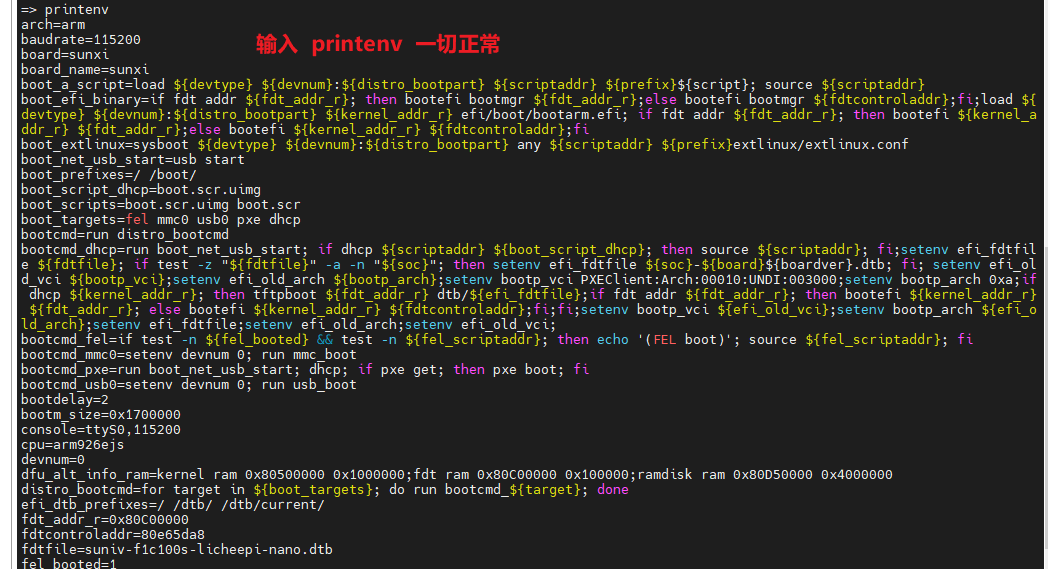 => printenv
arch=arm
baudrate=115200
输入 printenv 一切正常
board=sunxi
board_name=sunxi
boot_a_script=load ${devtype} ${devnum}:${distro_bootpart} ${scriptaddr} ${prefix}${script}; source ${scriptaddr}
boot_efi_binary=if fdt addr ${fdt_addr_r}; then bootefi bootmgr ${fdt_addr_r};else bootefi bootmgr ${fdtcontroladdr};fi;load ${
devtype} ${devnum}:${distro_bootpart} ${kernel_addr_r} efi/boot/bootarm.efi; if fdt addr ${fdt_addr_r}; then bootefi ${kernel_a
ddr_r} ${fdt_addr_r};else bootefi ${kernel_addr_r} ${fdtcontroladdr};fi
boot_extlinux=sysboot ${devtype} ${devnum}:${distro_bootpart} any ${scriptaddr} ${prefix}extlinux/extlinux.conf
boot_net_usb_start=usb start
boot_prefixes=/ /boot/
boot_script_dhcp=boot.scr.uimg
boot_scripts=boot.scr.uimg boot.scr
boot_targets=fel mmc0 usb0 pxe dhcp
bootcmd=run distro_bootcmd
bootcmd_dhcp=run boot_net_usb_start; if dhcp ${scriptaddr} ${boot_script_dhcp}; then source ${scriptaddr}; fi;setenv efi_fdtfil
e ${fdtfile}; if test -z "${fdtfile}" -a -n "${soc}"; then setenv efi_fdtfile ${soc}-${board}${boardver}.dtb; fi; setenv efi_ol
d_vci ${bootp_vci};setenv efi_old_arch ${bootp_arch};setenv bootp_vci PXEClient:Arch:00010:UNDI:003000;setenv bootp_arch 0xa;if
 dhcp ${kernel_addr_r}; then tftpboot ${fdt_addr_r} dtb/${efi_fdtfile};if fdt addr ${fdt_addr_r}; then bootefi ${kernel_addr_r}
 ${fdt_addr_r}; else bootefi ${kernel_addr_r} ${fdtcontroladdr};fi;fi;setenv bootp_vci ${efi_old_vci};setenv bootp_arch ${efi_o
ld_arch};setenv efi_fdtfile;setenv efi_old_arch;setenv efi_old_vci;
bootcmd_fel=if test -n ${fel_booted} && test -n ${fel_scriptaddr}; then echo '(FEL boot)'; source ${fel_scriptaddr}; fi
bootcmd_mmc0=setenv devnum 0; run mmc_boot
bootcmd_pxe=run boot_net_usb_start; dhcp; if pxe get; then pxe boot; fi
bootcmd_usb0=setenv devnum 0; run usb_boot
bootdelay=2
bootm_size=0x1700000
console=ttyS0,115200
cpu=arm926ejs
devnum=0
dfu_alt_info_ram=kernel ram 0x80500000 0x1000000;fdt ram 0x80C00000 0x100000;ramdisk ram 0x80D50000 0x4000000
distro_bootcmd=for target in ${boot_targets}; do run bootcmd_${target}; done
efi_dtb_prefixes=/ /dtb/ /dtb/current/
fdt_addr_r=0x80C00000
fdtcontroladdr=80e65da8
fdtfile=suniv-f1c100s-licheepi-nano.dtb
fel_booted=1